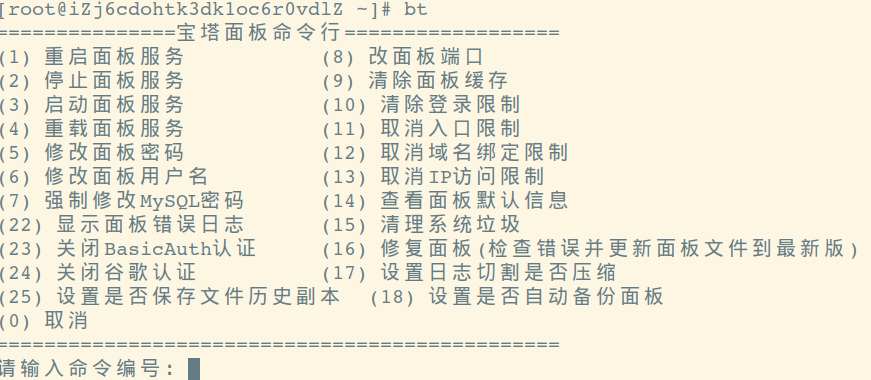 [root@iZj6cdohtk3dk1oc6r0vdlZ ~]# bt
===============宝塔面板命令行==================
(1) 重启面板服务 (8) 改面板端口
(2) 停止面板服务 (9) 清除面板缓存
(3) 启动面板服务 (10) 清除登录限制
(4) 重载面板服务 (11) 取消入口限制
(5) 修改面板密码 (12) 取消域名绑定限制
(6) 修改面板用户名 (13) 取消IP访问限制
(7) 强制修改MySQL密码 (14) 查看面板默认信息
(22) 显示面板错误日志 (15) 清理系统垃圾
(23) 关闭BasicAuth认证 (16) 修复面板(检查错误并更新面板文件到最新版)
(24) 关闭谷歌认证 (17) 设置日志切割是否压缩
(25) 设置是否保存文件历史副本 (18) 设置是否自动备份面板
(0) 取消
===============================================
请输入命令编号: